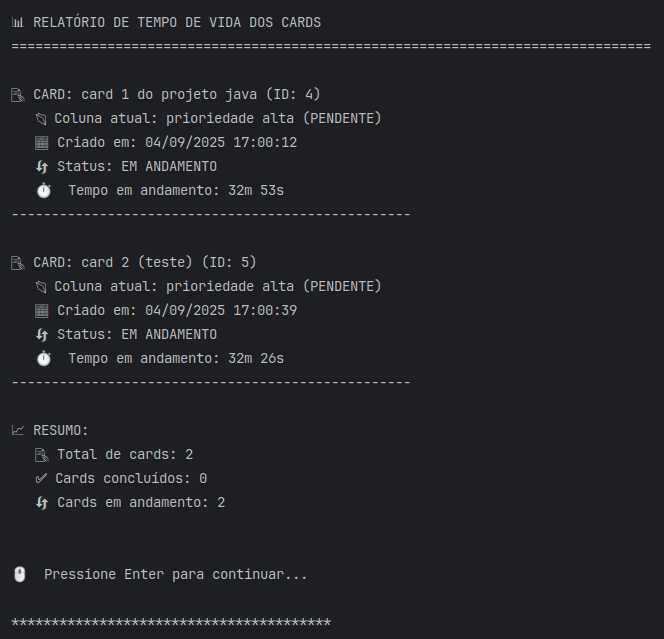 📊 RELATÓRIO DE TEMPO DE VIDA DOS CARDS
================================================================================
📝 CARD: card 1 do projeto java (ID: 4)
📍 Coluna atual: prioriedade alta (PENDENTE)
📅 Criado em: 04/09/2025 17:00:12
🔄 Status: EM ANDAMENTO
⏱️ Tempo em andamento: 32m 53s
--------------------------------------------------
📝 CARD: card 2 (teste) (ID: 5)
📍 Coluna atual: prioriedade alta (PENDENTE)
📅 Criado em: 04/09/2025 17:00:39
🔄 Status: EM ANDAMENTO
⏱️ Tempo em andamento: 32m 26s
--------------------------------------------------
📈 RESUMO:
📝 Total de cards: 2
✅ Cards concluídos: 0
🔄 Cards em andamento: 2
🖱️ Pressione Enter para continuar...
****************************************